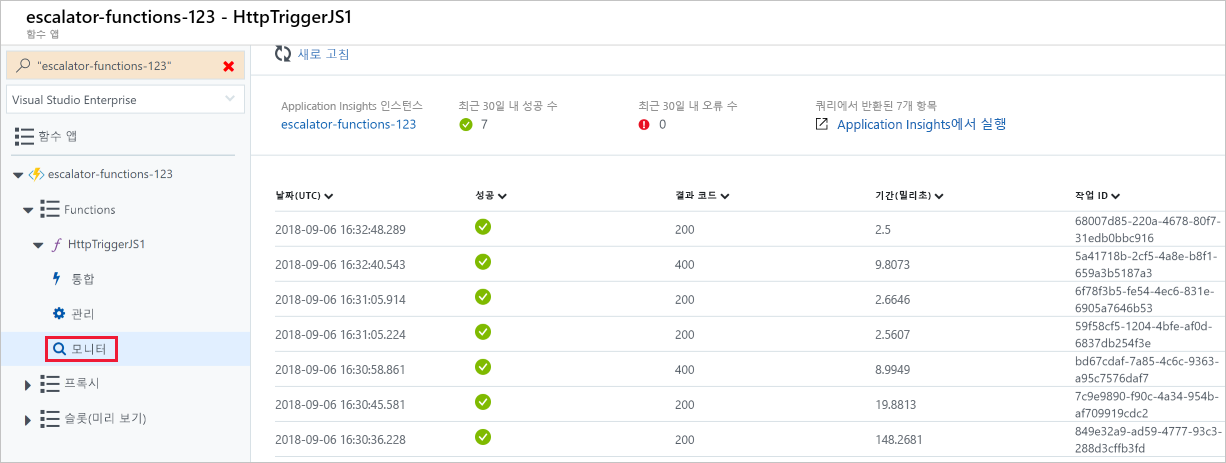 escalator-functions-123 - HttpTriggerJS1
함수 앱
"escalator-functions-123"
Visual Studio Enterprise
함수 앱
escalator-functions-123
Functions
HttpTriggerJS1
통합
관리
모니터
프록시
슬롯(미리 보기)
새로 고침
Application Insights 인스턴스 최근 30일 내 성공 수 최근 30일 내 오류 수 쿼리에서 반환된 7개 항목
escalator-functions-123 7 0 Application Insights에서 실행
날짜(UTC) 성공 결과 코드 기간(밀리초) 작업 ID
2018-09-06 16:32:48.289 200 2.5 68007d85-220a-4678-80f7-
31edb0bbc916
2018-09-06 16:32:40.543 400 9.8073 5a41718b-2cf5-4a8e-b8f1-
659a3b5187a3
2018-09-06 16:31:05.914 200 2.6646 6f78f3b5-fe54-4ec6-831e-
6905a7646b53
2018-09-06 16:31:05.224 200 2.5607 59f58cf5-1204-4bfe-af0d-
6837db254f3e
2018-09-06 16:30:58.861 400 8.9949 bd67cdaf-7a85-4c6c-9363-
a95c7576daf7
2018-09-06 16:30:45.581 200 19.8813 7c9e9890-f90c-4a34-954b-
af709919cdc2
2018-09-06 16:30:36.228 200 148.2681 849e32a9-ad59-4777-93c3-
288d3cffb3fd